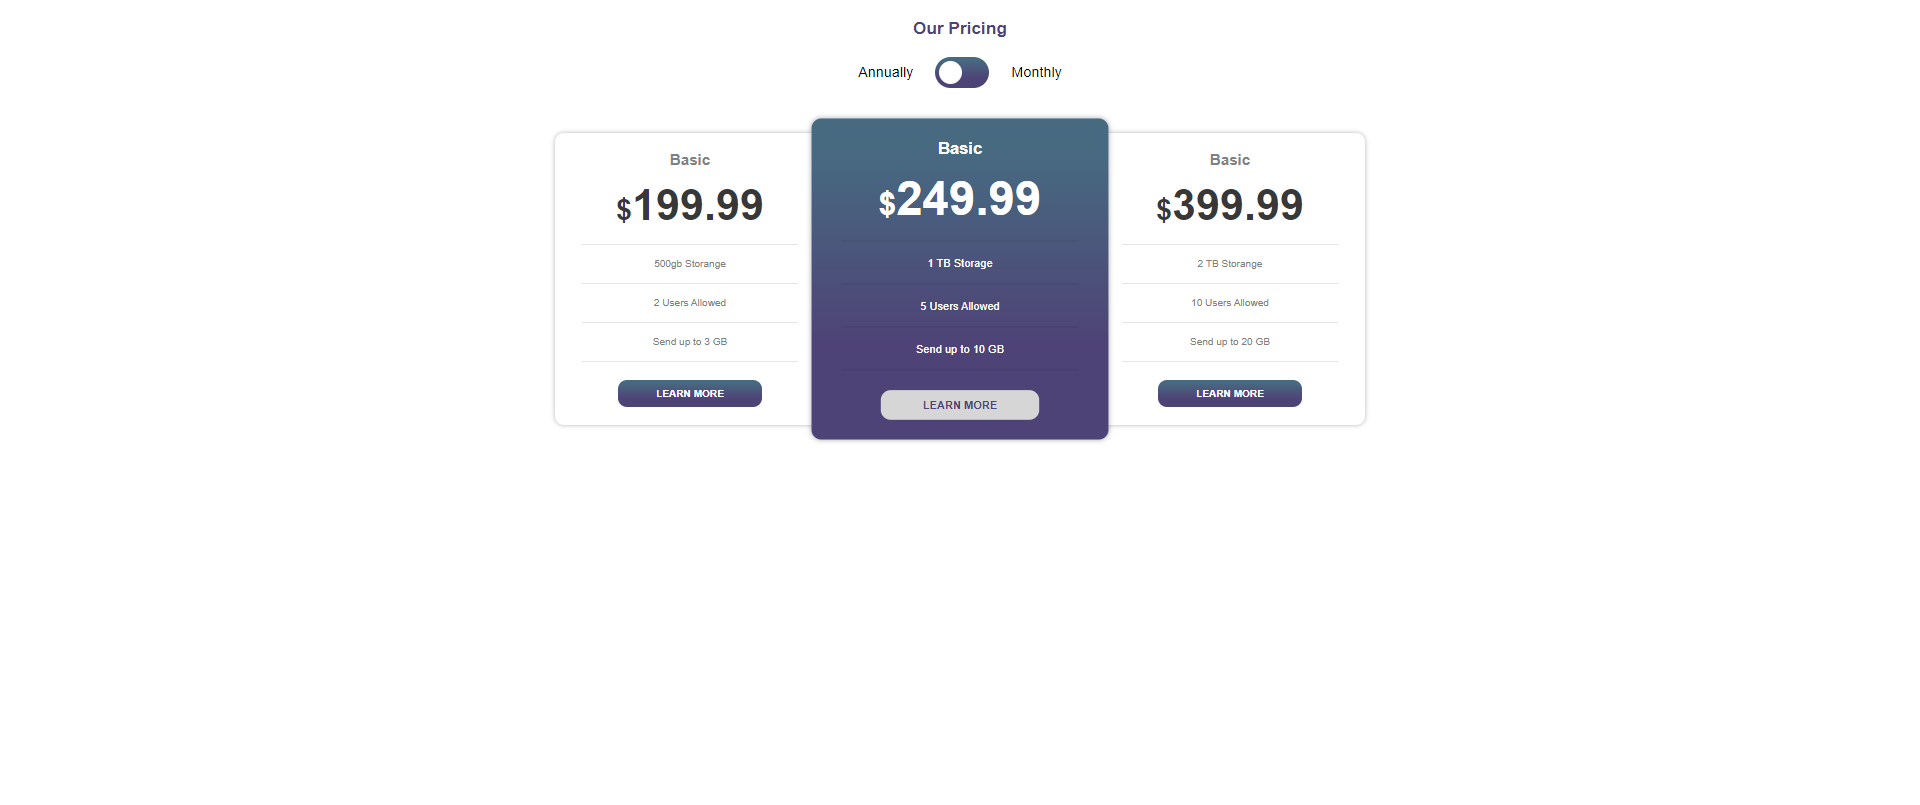 Our Pricing
Annually Monthly
Basic
$199.99
500gb Storange
2 Users Allowed
Send up to 3 GB
LEARN MORE
Basic
$249.99
1 TB Storage
5 Users Allowed
Send up to 10 GB
LEARN MORE
Basic
$399.99
2 TB Storange
10 Users Allowed
Send up to 20 GB
LEARN MORE